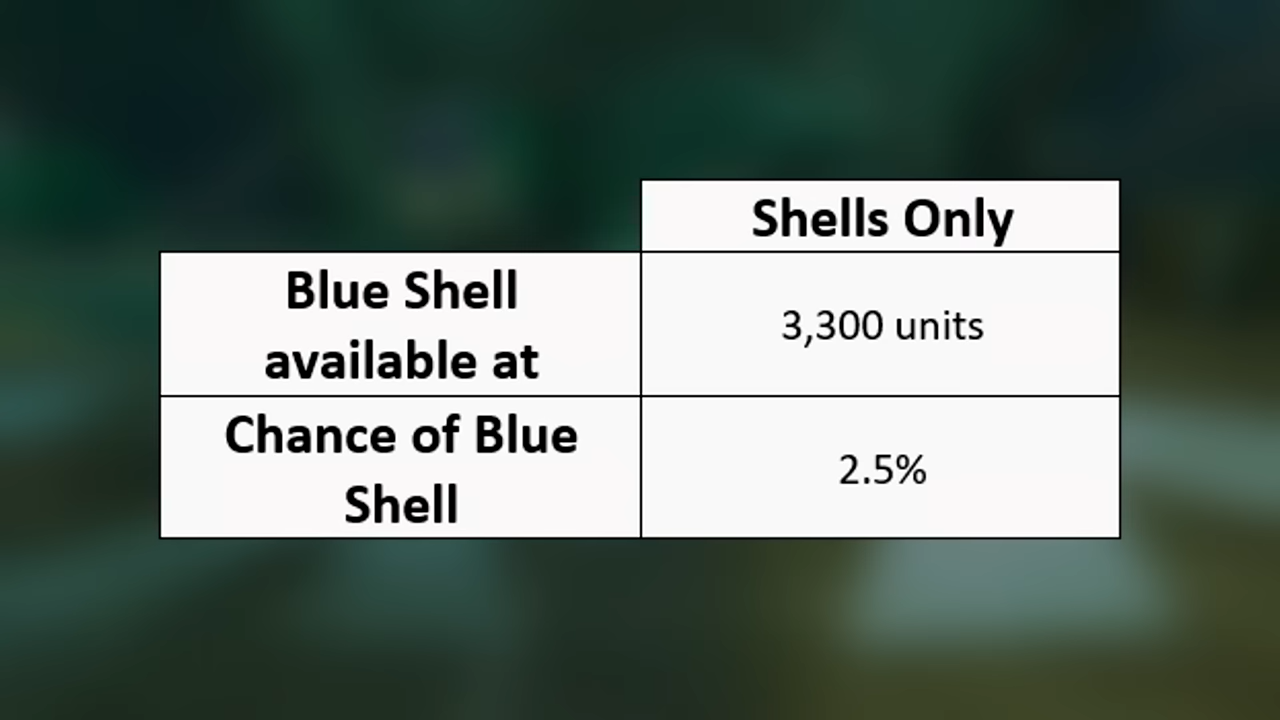 Shells Only
Blue Shell
available at
3,300 units
Chance of Blue
Shell
2.5%